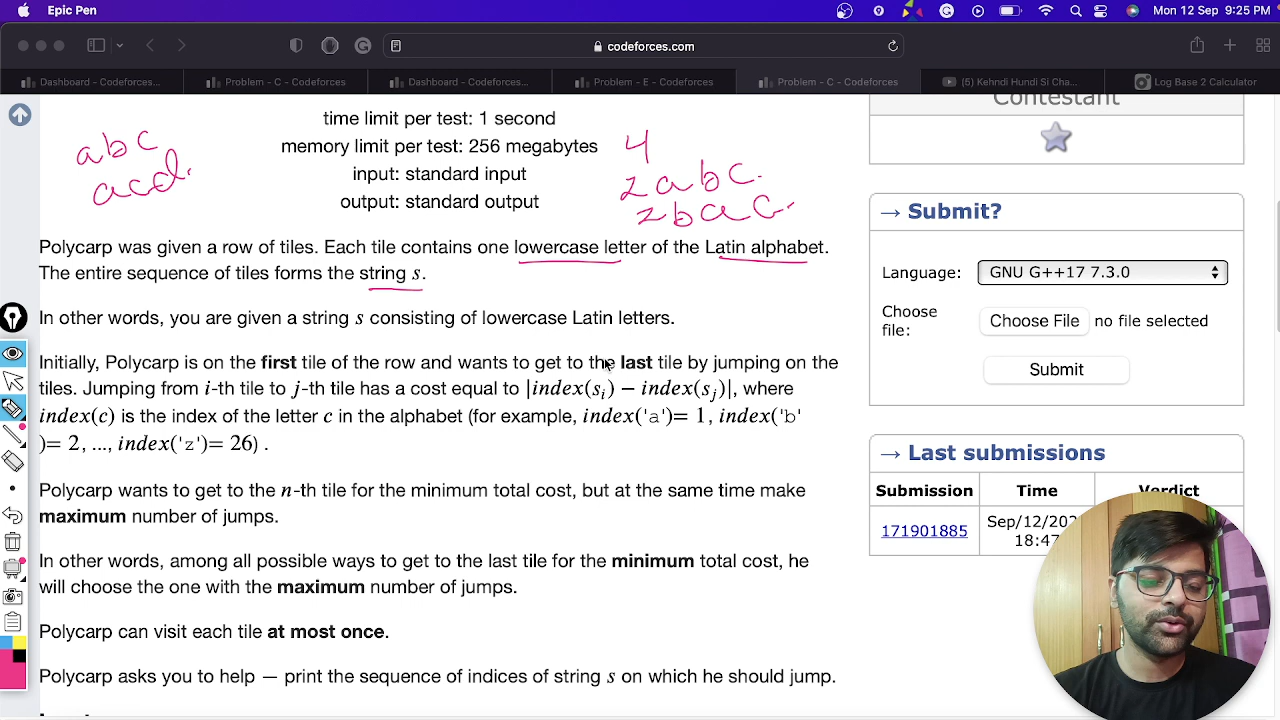 Epic Pen
Mon 12 Sep 9:25 PM
codeforces.com
Dashboard - Codeforces...
Problem - C - Codeforces
Dashboard - Codeforces...
Problem - E - Codeforces
Problem - C - Codeforces
(5) Kehndi Hundi Si Cha...
Log Base 2 Calculator
Contestant
time limit per test: 1 second
memory limit per test: 256 megabytes
input: standard input
output: standard output
abc
acd
4
zabc
zbac
Polycarp was given a row of tiles. Each tile contains one lowercase letter of the Latin alphabet.
The entire sequence of tiles forms the string s.
In other words, you are given a string s consisting of lowercase Latin letters.
Initially, Polycarp is on the first tile of the row and wants to get to the last tile by jumping on the
tiles. Jumping from i-th tile to j-th tile has a cost equal to |index(sᵢ) − index(sⱼ)|, where
index(c) is the index of the letter c in the alphabet (for example, index('a')= 1, index('b'
)= 2, ..., index('z')= 26) .
Polycarp wants to get to the n-th tile for the minimum total cost, but at the same time make
maximum number of jumps.
In other words, among all possible ways to get to the last tile for the minimum total cost, he
will choose the one with the maximum number of jumps.
Polycarp can visit each tile at most once.
Polycarp asks you to help — print the sequence of indices of string s on which he should jump.
→ Submit?
Language: GNU G++17 7.3.0
Choose
file: Choose File no file selected
Submit
→ Last submissions
Submission Time Verdict
171901885 Sep/12/202
18:47